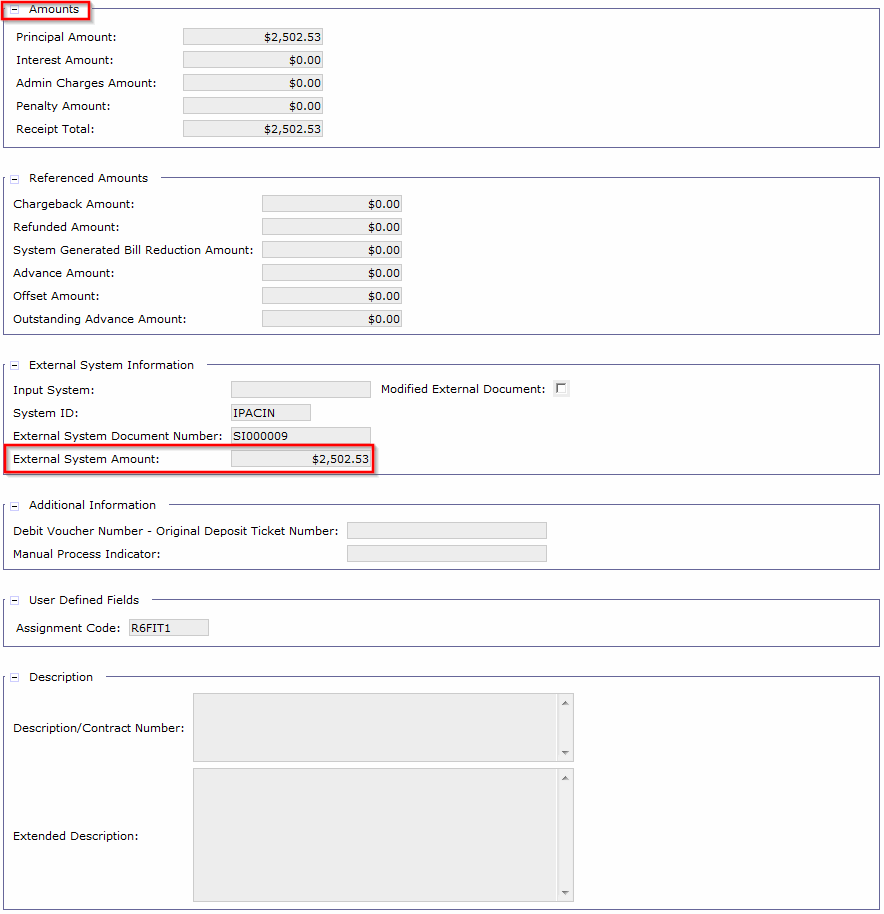 Amounts
Principal Amount: $2,502.53
Interest Amount: $0.00
Admin Charges Amount: $0.00
Penalty Amount: $0.00
Receipt Total: $2,502.53
Referenced Amounts
Chargeback Amount: $0.00
Refunded Amount: $0.00
System Generated Bill Reduction Amount: $0.00
Advance Amount: $0.00
Offset Amount: $0.00
Outstanding Advance Amount: $0.00
External System Information
Input System: Modified External Document:
System ID: IPACIN
External System Document Number: SI000009
External System Amount: $2,502.53
Additional Information
Debit Voucher Number - Original Deposit Ticket Number:
Manual Process Indicator:
User Defined Fields
Assignment Code: R6FIT1
Description
Description/Contract Number:
Extended Description: